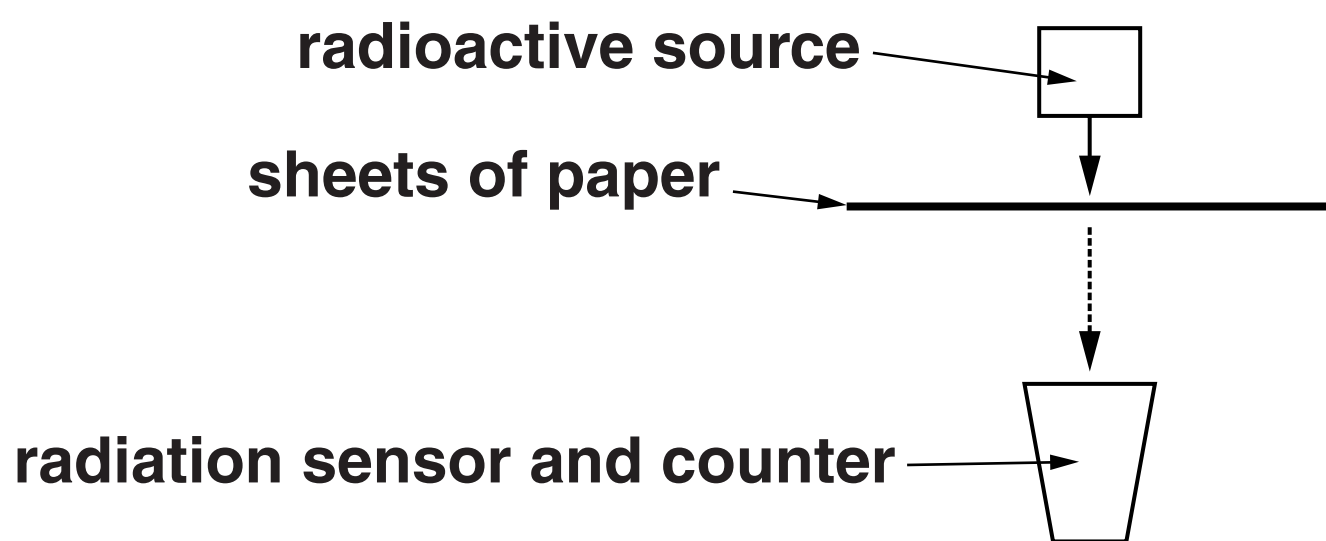 radioactive source
sheets of paper
radiation sensor and counter